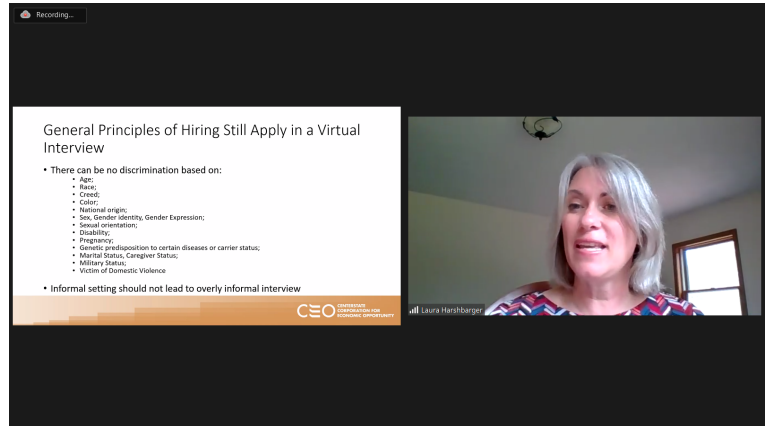 Recording...
General Principles of Hiring Still Apply in a Virtual
Interview
• There can be no discrimination based on:
• Age;
• Race;
• Creed;
• Color;
• National origin;
• Sex, Gender identity, Gender Expression;
• Sexual orientation;
• Disability;
• Pregnancy;
• Genetic predisposition to certain diseases or carrier status;
• Marital Status, Caregiver Status;
• Military Status;
• Victim of Domestic Violence
• Informal setting should not lead to overly informal interview
CEO
CENTERSTATE
CORPORATION FOR
ECONOMIC OPPORTUNITY
Laura Harshbarger